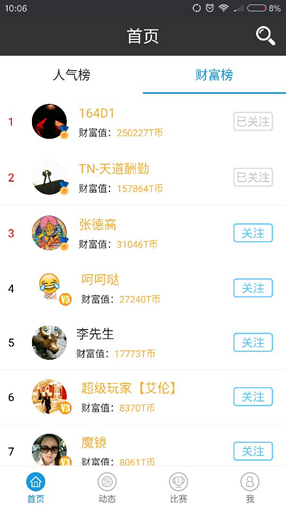 10:06
8%
首页
人气榜
财富榜
1
164D1
财富值：250227T币
已关注
2
TN-天道酬勤
财富值：157864T币
已关注
3
张德高
财富值：31046T币
关注
4
呵呵哒
V5
财富值：27240T币
关注
5
李先生
财富值：17773T币
关注
6
超级玩家【艾伦】
V3
财富值：8370T币
关注
7
魔镜
V3
财富值：8061T币
关注
首页
动态
比赛
我